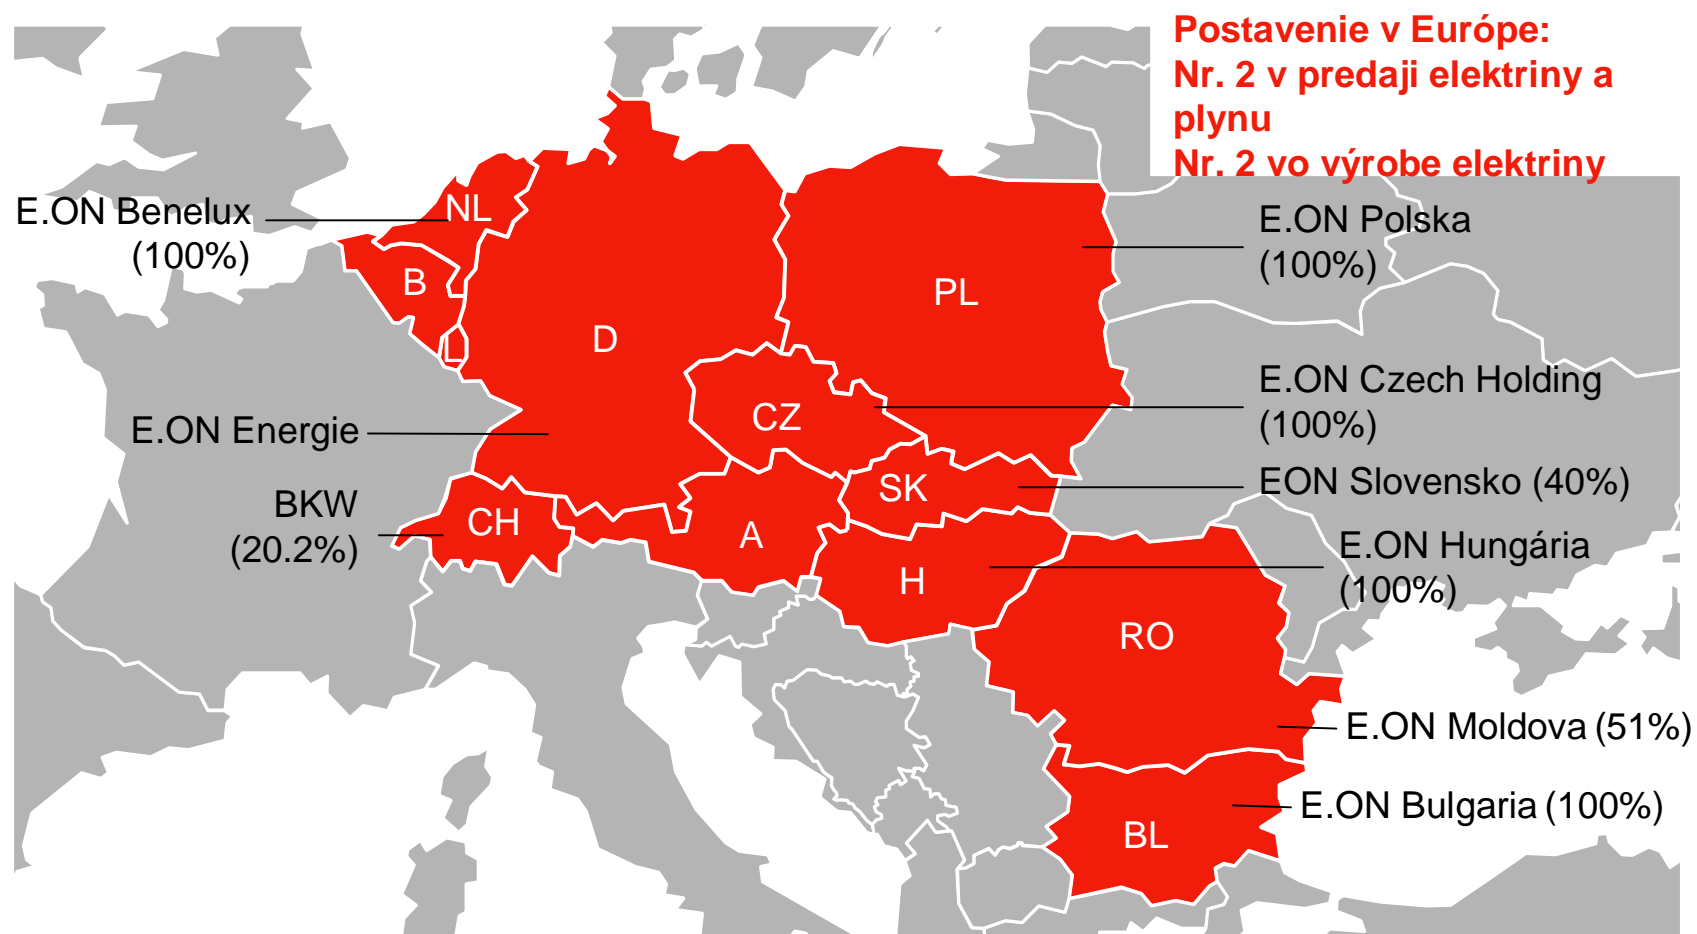 Postavenie v Európe:
Nr. 2 v predaji elektriny a
plynu
Nr. 2 vo výrobe elektriny
E.ON Benelux
(100%)
NL
B
L
D
PL
E.ON Polska
(100%)
E.ON Energie
CZ
E.ON Czech Holding
(100%)
BKW
(20.2%)
CH
A
SK
EON Slovensko (40%)
H
E.ON Hungária
(100%)
RO
E.ON Moldova (51%)
BL
E.ON Bulgaria (100%)